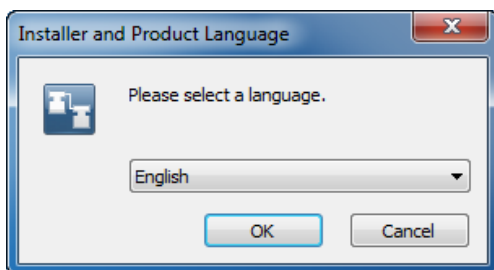 Installer and Product Language
Please select a language.
English
OK
Cancel